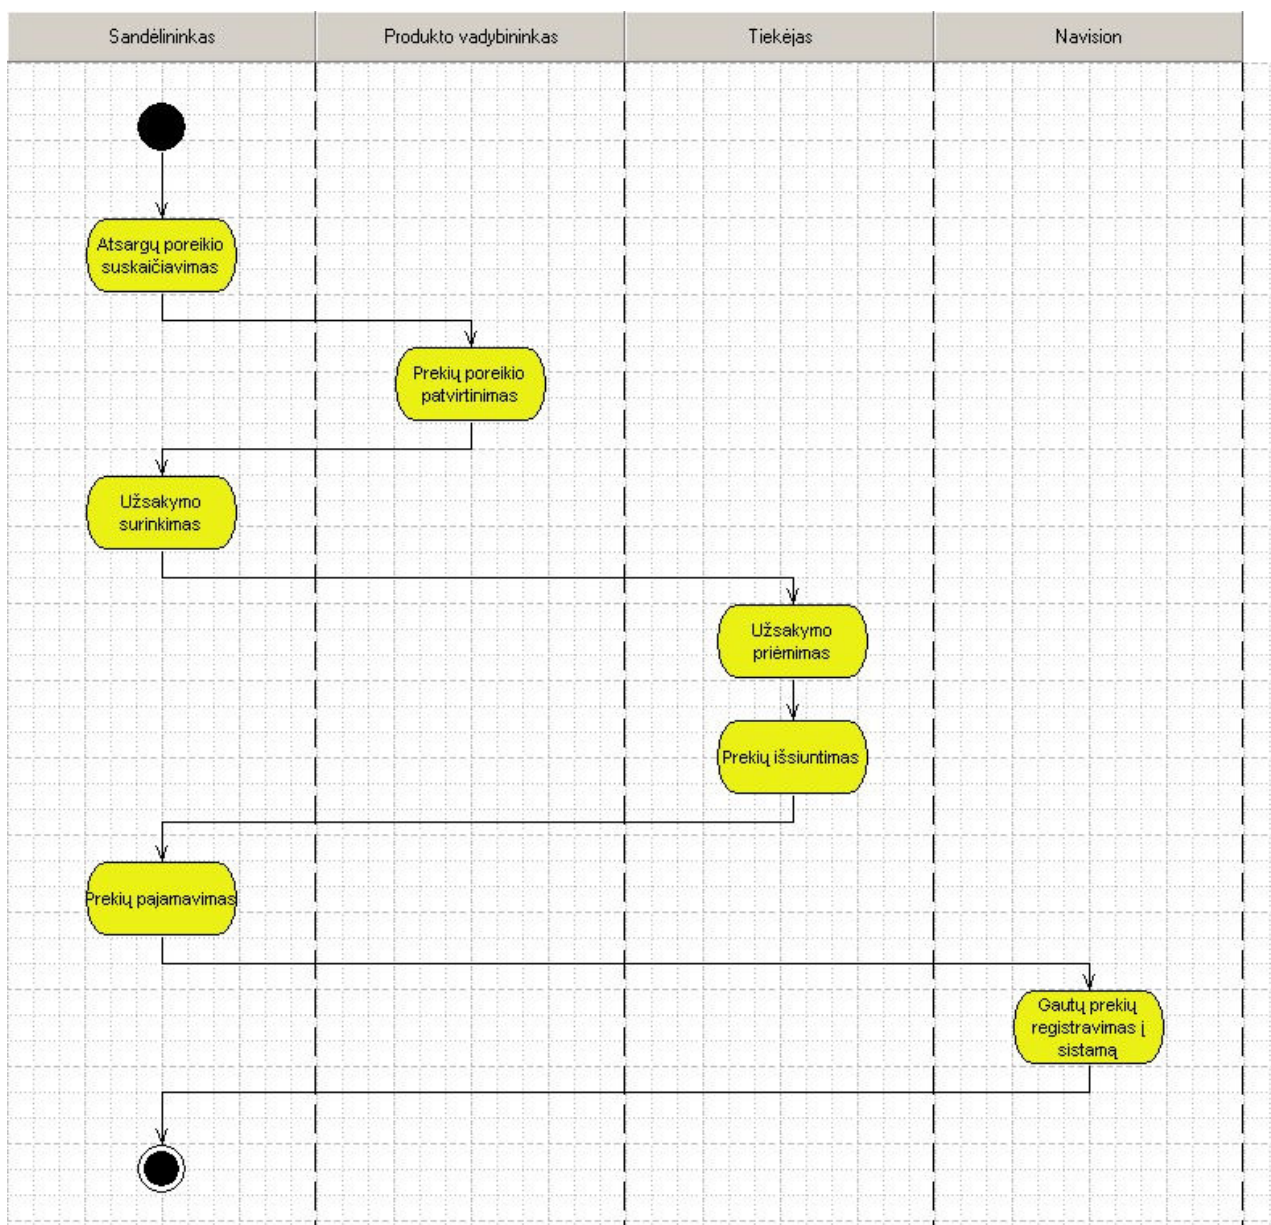 Sandėlininkas
Produkto vadybininkas
Tiekėjas
Navision
Atsargų poreikio
suskaičiavimas
Prekių poreikio
patvirtinimas
Užsakymo
surinkimas
Užsakymo
priėmimas
Prekių išsiuntimas
Prekių pajamavimas
Gautų prekių
registravimas į
sistamą